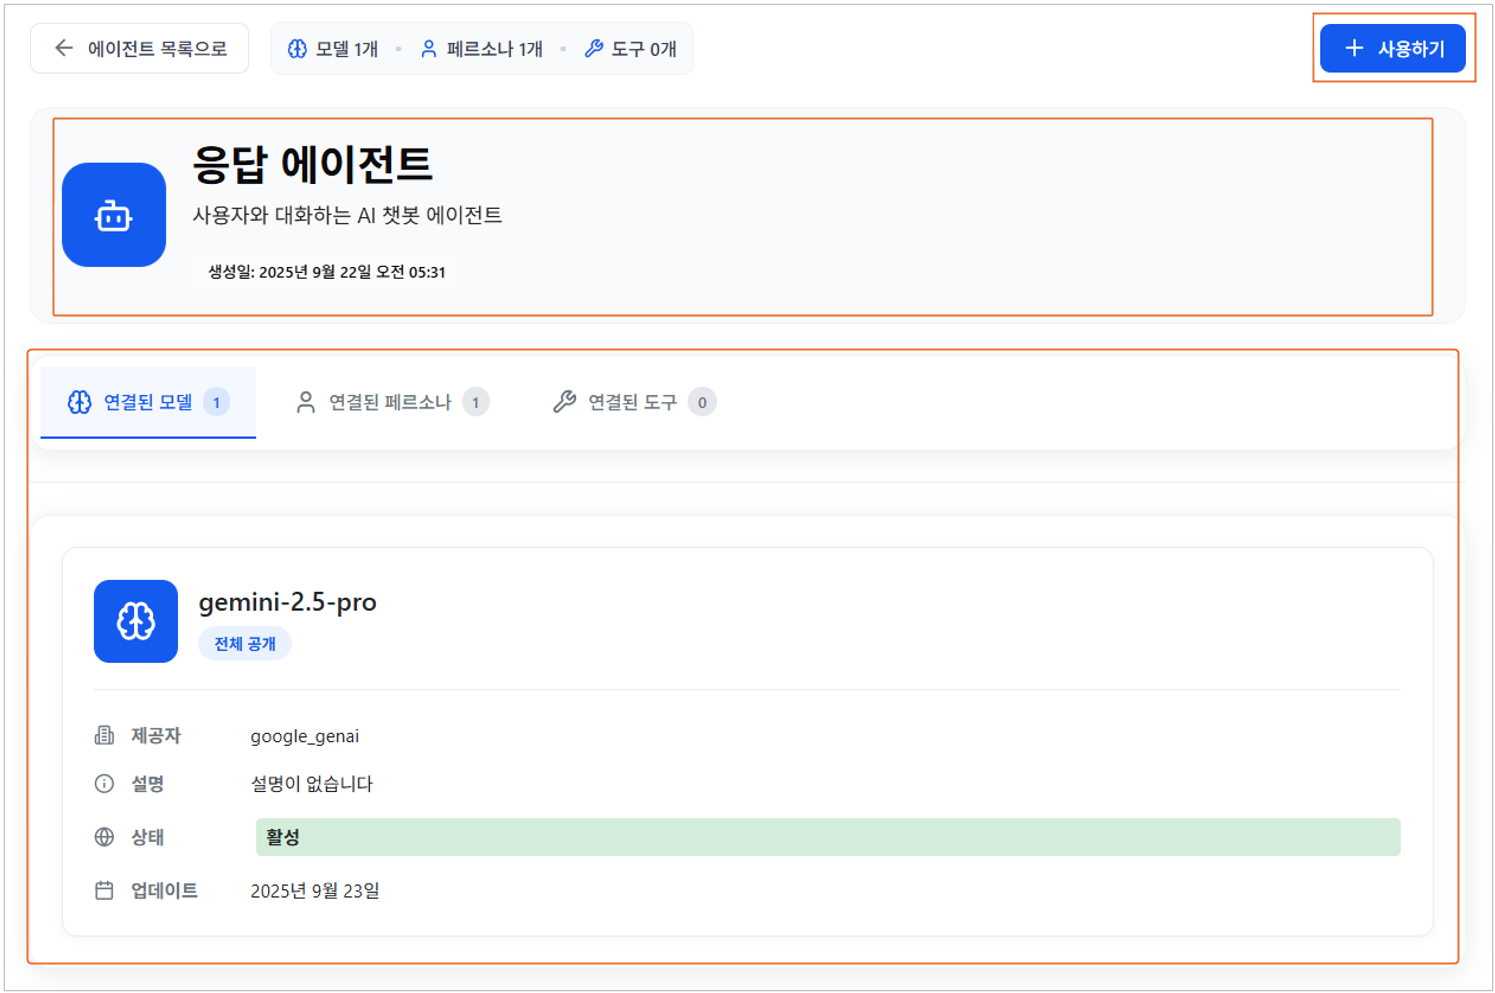 에이전트 목록으로
모델 1개 • 페르소나 1개 • 도구 0개
사용하기
응답 에이전트
사용자와 대화하는 AI 챗봇 에이전트
생성일: 2025년 9월 22일 오전 05:31
연결된 모델 1
연결된 페르소나 1
연결된 도구 0
gemini-2.5-pro
전체 공개
제공자 google_genai
설명 설명이 없습니다
상태 활성
업데이트 2025년 9월 23일